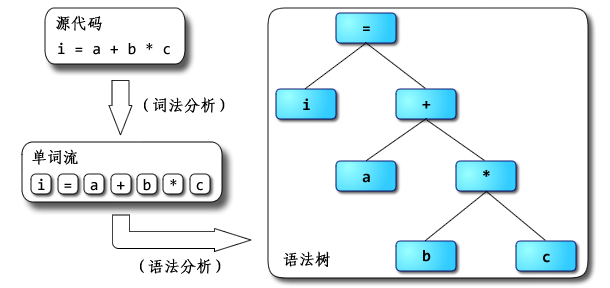 源代码
i = a + b * c
(词法分析)
单词流
i = a + b * c
(语法分析)
=
i +
a *
b c
语法树